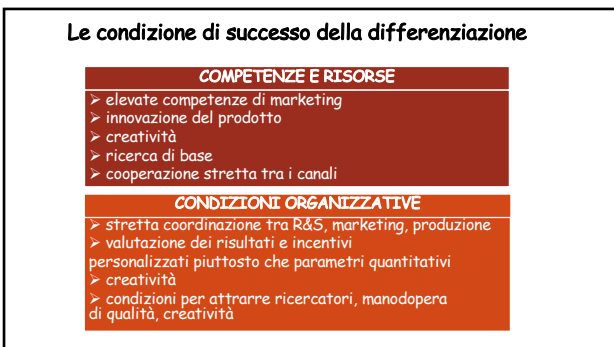 Le condizione di successo della differenziazione
COMPETENZE E RISORSE
➢ elevate competenze di marketing
➢ innovazione del prodotto
➢ creatività
➢ ricerca di base
➢ cooperazione stretta tra i canali
CONDIZIONI ORGANIZZATIVE
➢ stretta coordinazione tra R&S, marketing, produzione
➢ valutazione dei risultati e incentivi
personalizzati piuttosto che parametri quantitativi
➢ creatività
➢ condizioni per attrarre ricercatori, manodopera
di qualità, creatività